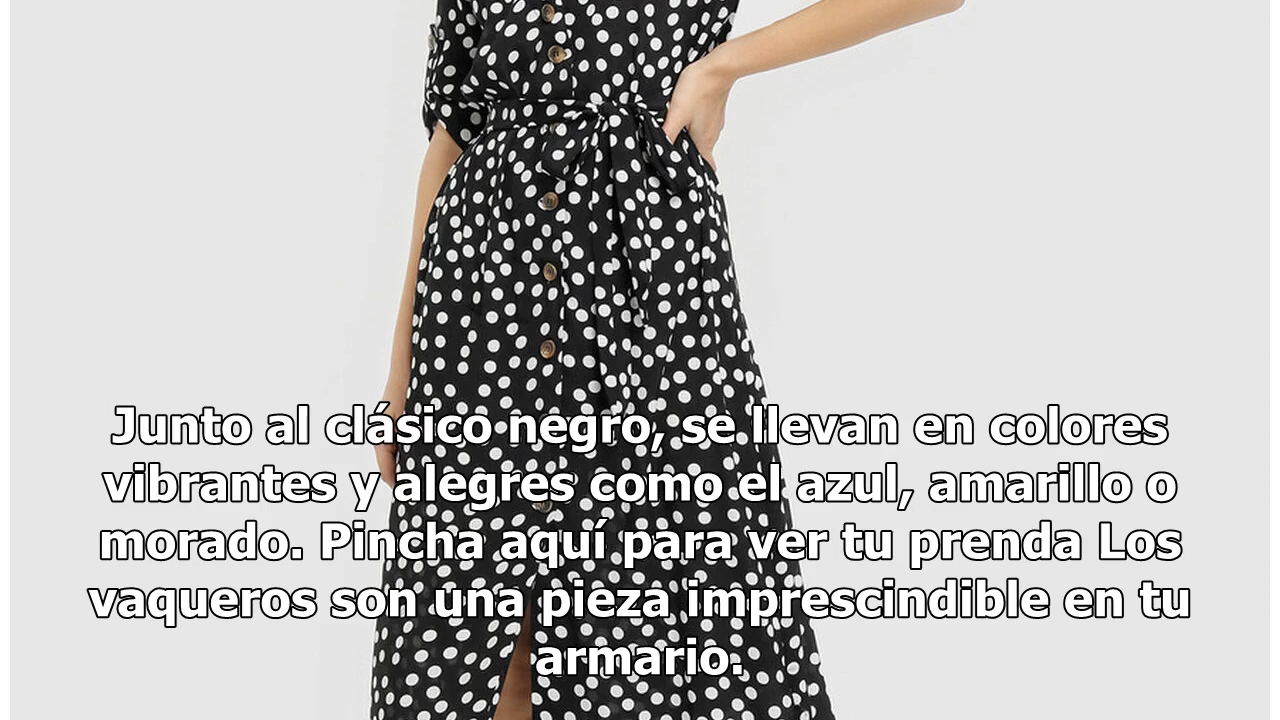 Junto al clásico negro, se llevan en colores
vibrantes y alegres como el azul, amarillo o
morado. Pincha aquí para ver tu prenda Los
vaqueros son una pieza imprescindible en tu
armario.